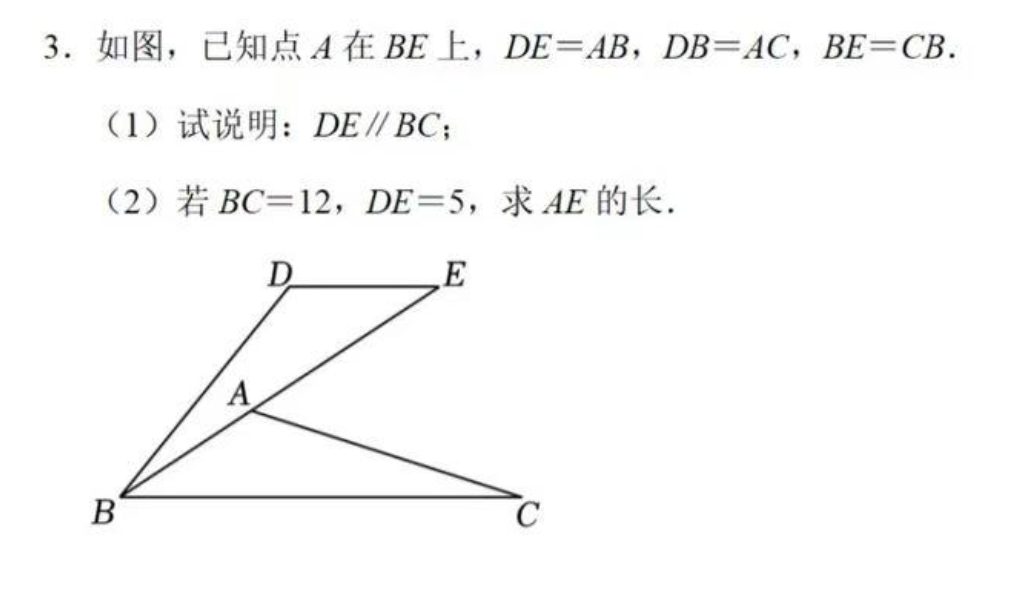 3. 如图，已知点 A 在 BE 上，DE=AB，DB=AC，BE=CB.
（1）试说明：DE∥BC；
（2）若 BC=12，DE=5，求 AE 的长.
D E
A
B C